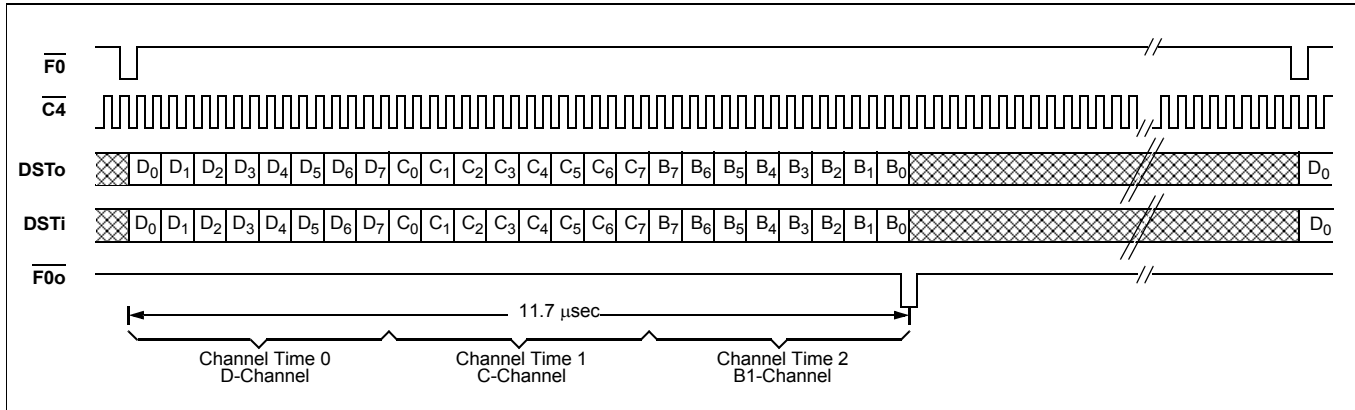 F0
C4
DSTo D0 D1 D2 D3 D4 D5 D6 D7 C0 C1 C2 C3 C4 C5 C6 C7 B7 B6 B5 B4 B3 B2 B1 B0 D0
DSTi D0 D1 D2 D3 D4 D5 D6 D7 C0 C1 C2 C3 C4 C5 C6 C7 B7 B6 B5 B4 B3 B2 B1 B0 D0
F0o
11.7 μsec
Channel Time 0 Channel Time 1 Channel Time 2
D-Channel C-Channel B1-Channel